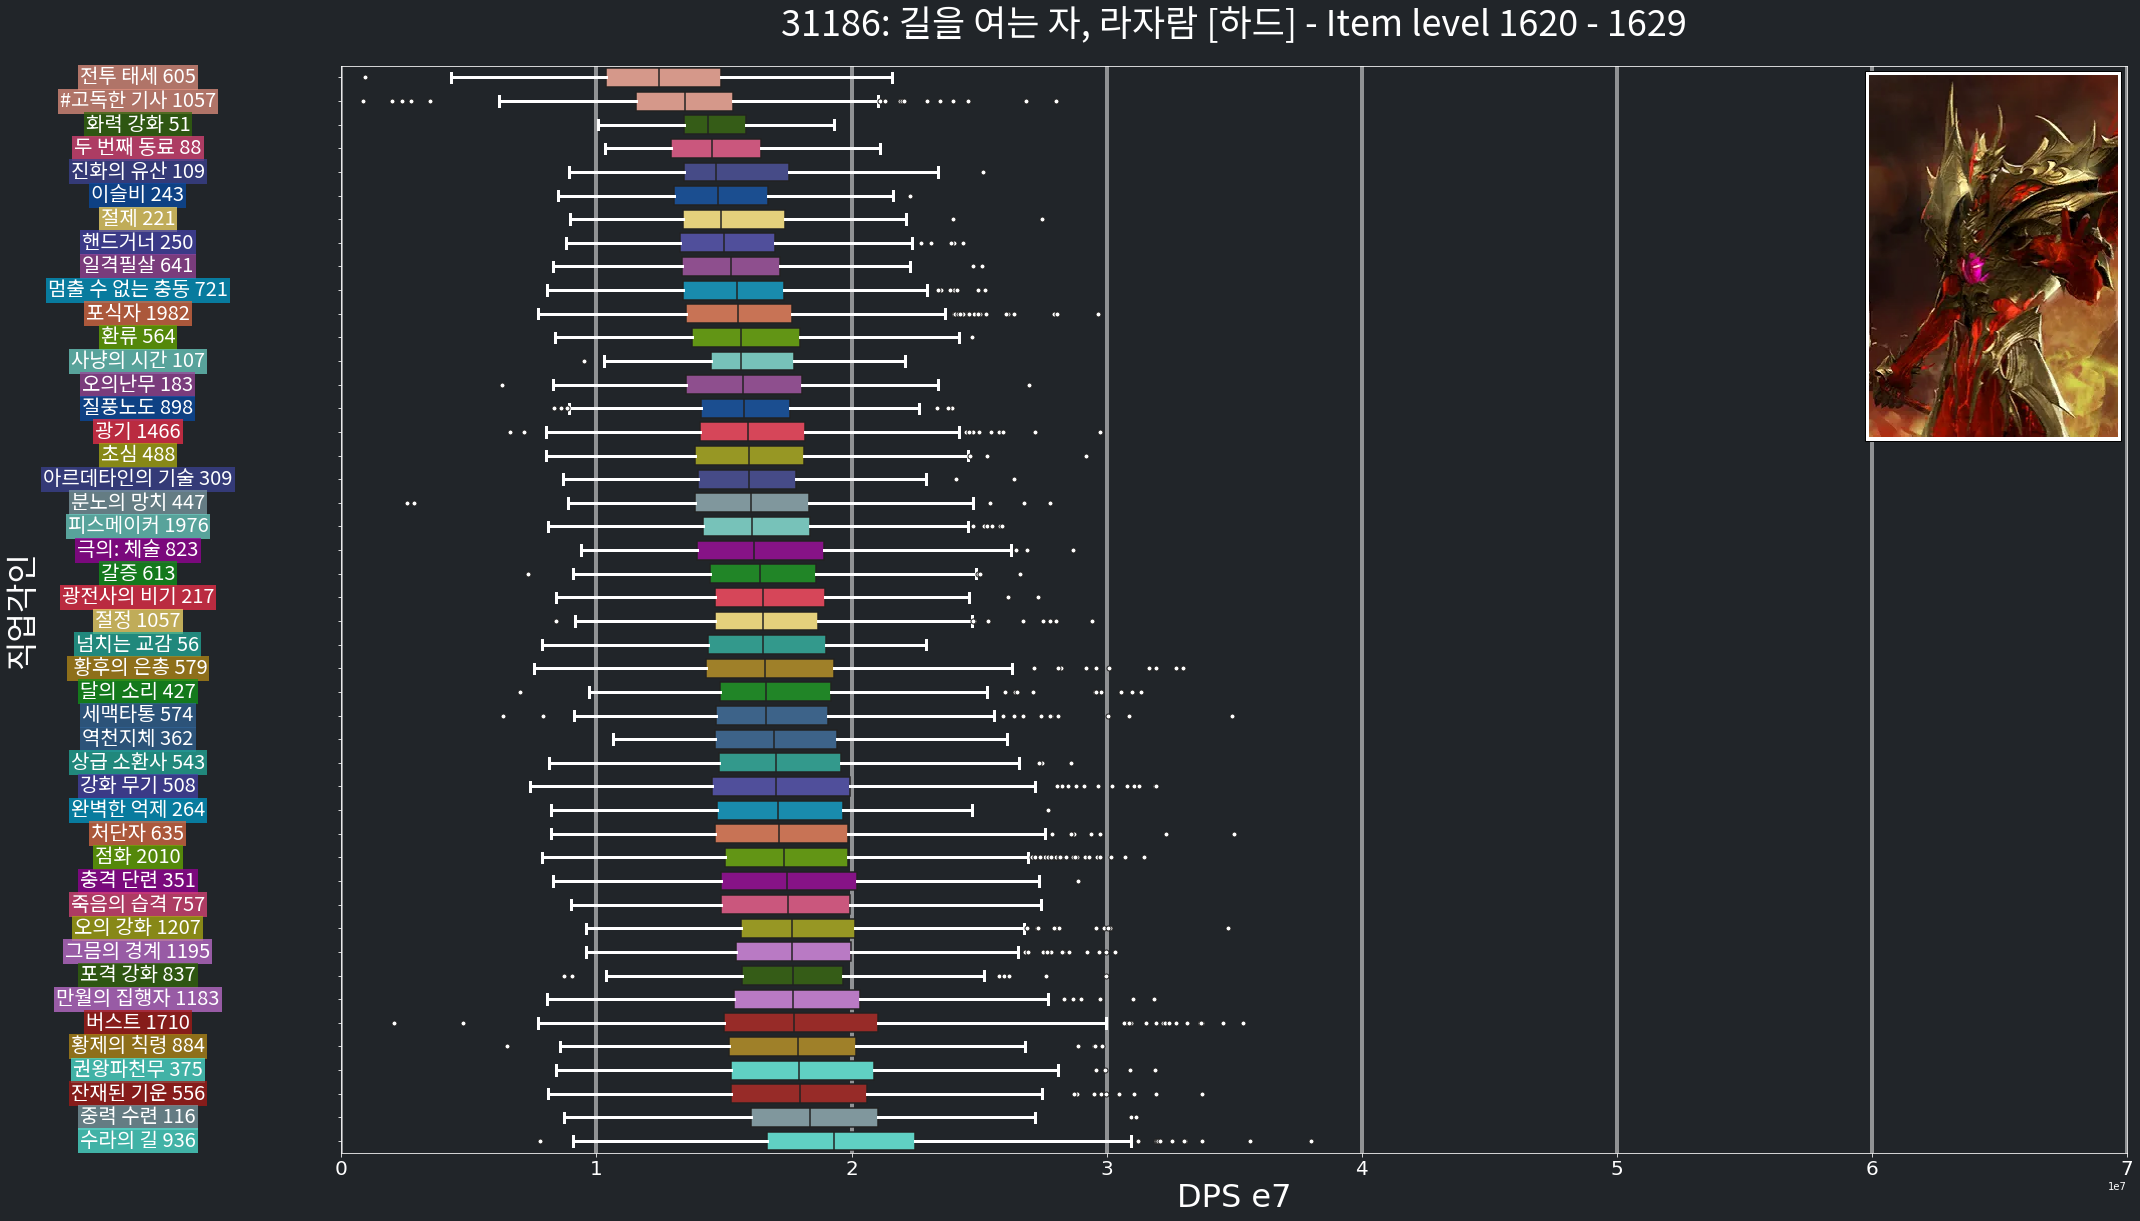 31186: 길을 여는 자, 라자람 [하드] - Item level 1620 - 1629
전투 태세 605
#고독한 기사 1057
화력 강화 51
두 번째 동료 88
진화의 유산 109
이슬비 243
절제 221
핸드거너 250
일격필살 641
멈출 수 없는 충동 721
포식자 1982
환류 564
사냥의 시간 107
오의난무 183
질풍노도 898
광기 1466
초심 488
아르데타인의 기술 309
분노의 망치 447
피스메이커 1976
극의: 체술 823
갈증 613
광전사의 비기 217
절정 1057
넘치는 교감 56
황후의 은총 579
달의 소리 427
세맥타통 574
역천지체 362
상급 소환사 543
강화 무기 508
완벽한 억제 264
처단자 635
점화 2010
충격 단련 351
죽음의 습격 757
오의 강화 1207
그믐의 경계 1195
포격 강화 837
만월의 집행자 1183
버스트 1710
황제의 칙령 884
권왕파천무 375
잔재된 기운 556
중력 수련 116
수라의 길 936
직업각인
0 1 2 3 4 5 6 7
DPS e7
1e7